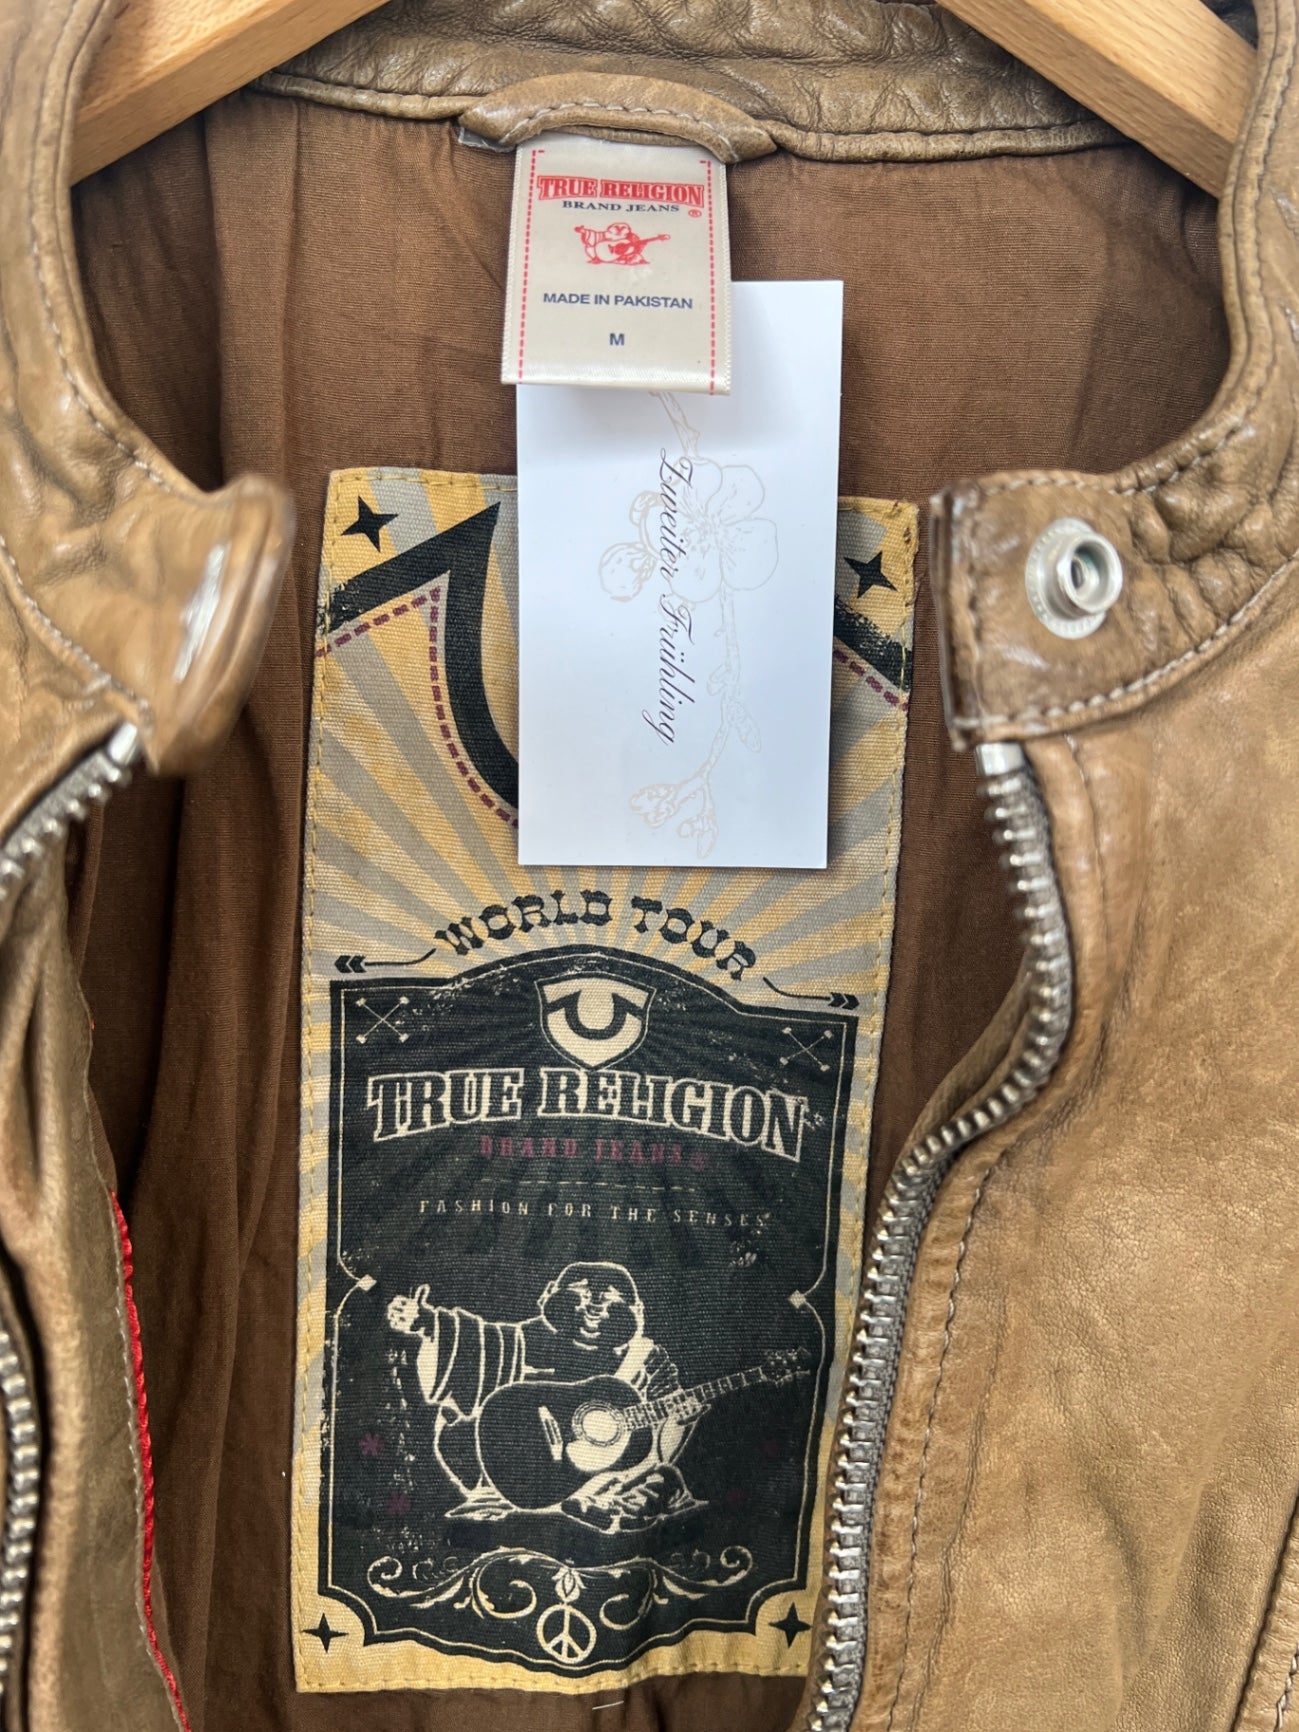 TRUE RELIGION
BRAND JEANS
®
MADE IN PAKISTAN
M
Zweiter Frühling
WORLD TOUR
TRUE RELIGION
BRAND JEANS
FASHION FOR THE SENSES